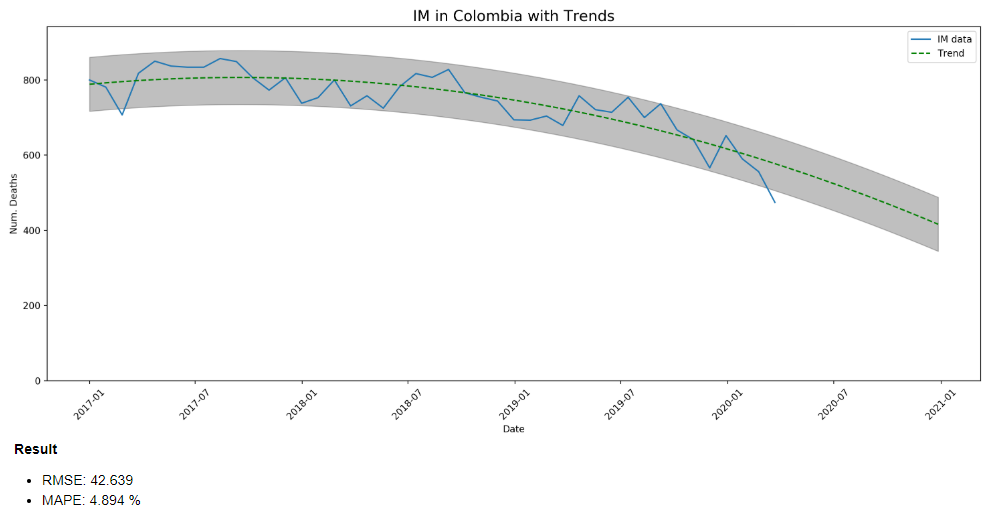 IM in Colombia with Trends
IM data
Trend
Num. Deaths
800
600
400
200
0
2017-01
2017-07
2018-01
2018-07
2019-01
2019-07
2020-01
2020-07
2021-01
Date
Result
• RMSE: 42.639
• MAPE: 4.894 %